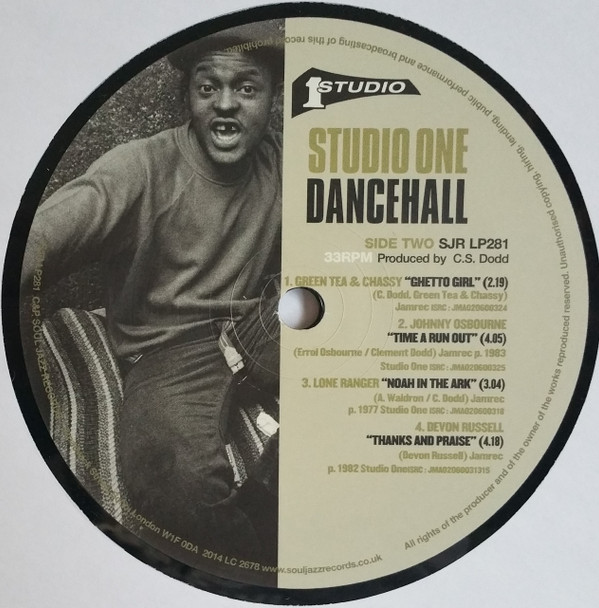 1 STUDIO
STUDIO ONE
DANCEHALL
SIDE TWO SJR LP281
33RPM Produced by C.S. Dodd
1. GREEN TEA & CHASSY "GHETTO GIRL" (2.19)
(C. Dodd, Green Tea & Chassy)
Jamrec ISRC : JMA020600324
2. JOHNNY OSBOURNE
"TIME A RUN OUT" (4.05)
(Errol Osbourne / Clement Dodd) Jamrec p. 1983
Studio One ISRC : JMA020600325
3. LONE RANGER "NOAH IN THE ARK" (3.04)
(A. Waldron / C. Dodd) Jamrec
p. 1977 Studio One ISRC : JMA020600318
4. DEVON RUSSELL
"THANKS AND PRAISE" (4.18)
(Devon Russell) Jamrec
p. 1982 Studio One ISRC : JMA02060031315
London W1F 0DA 2014 LC 2678 www.souljazzrecords.co.uk
All rights of the producer and of the owner of the works reproduced reserved. Unauthorised copying, hiring, lending, public performance and broadcasting of this record prohibited.